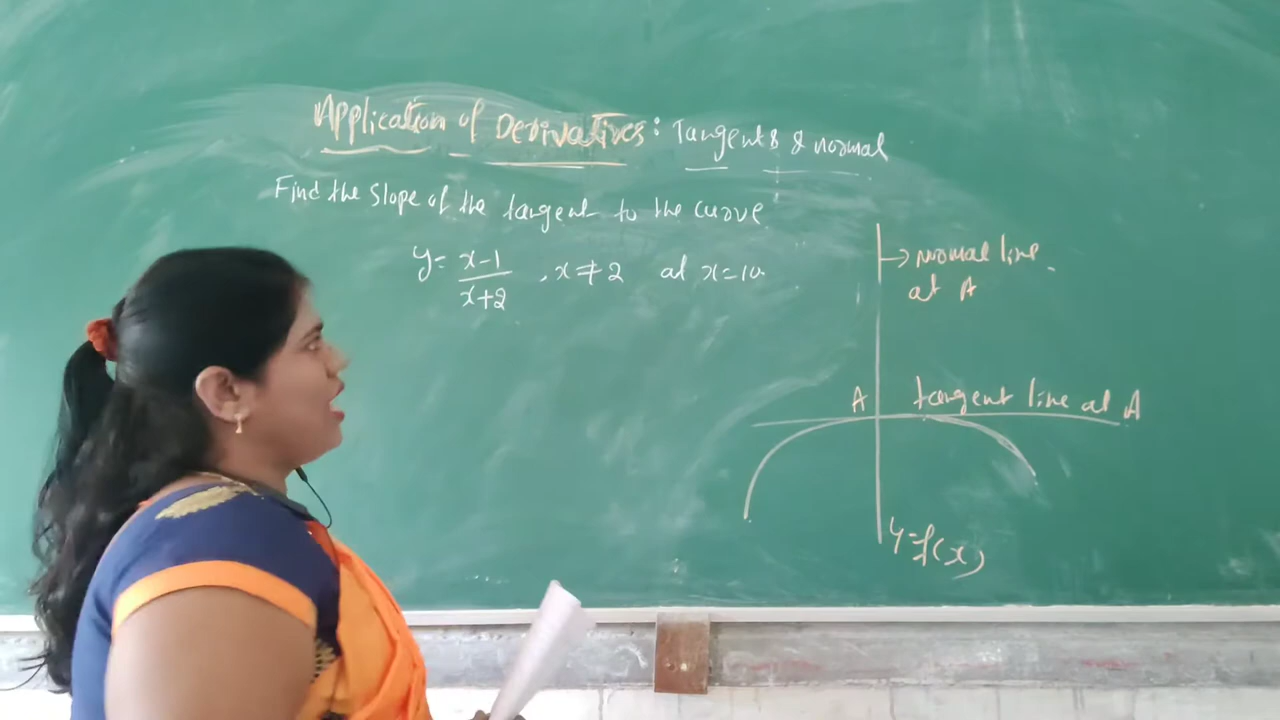 Application of Derivatives: Tangents & normal
Find the slope of the tangent to the curve
y = x-1 / x+2 , x ≠ 2 at x=10.
→ normal line
at A
A tangent line at A
y=f(x)